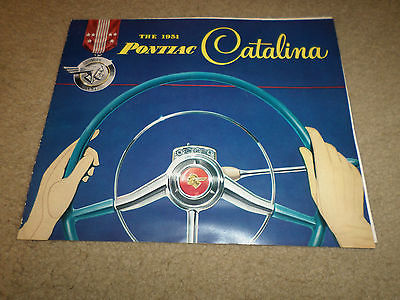 THE 1951
PONTIAC Catalina